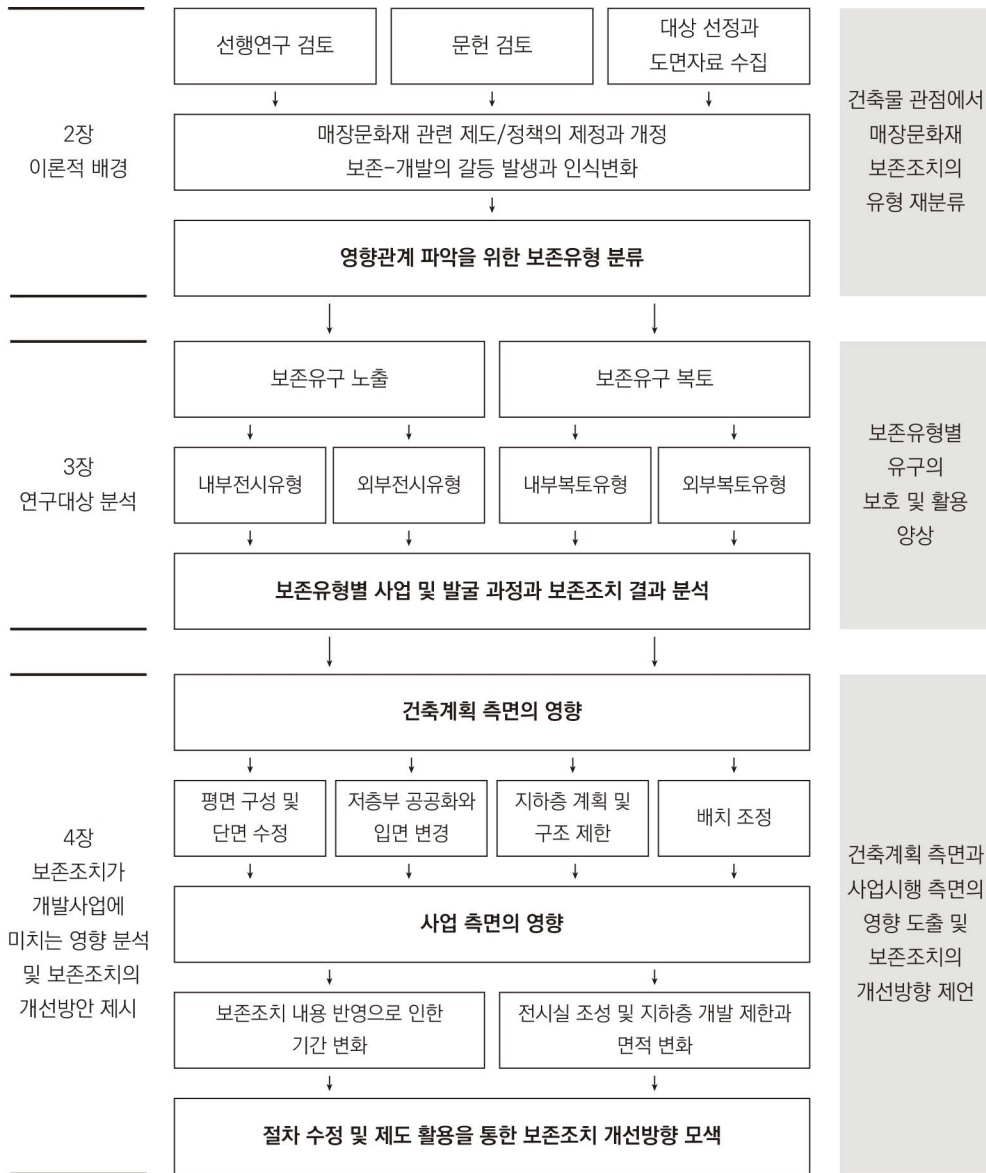 선행연구 검토
문헌 검토
대상 선정과
도면자료 수집
2장
이론적 배경
매장문화재 관련 제도/정책의 제정과 개정
보존-개발의 갈등 발생과 인식변화
영향관계 파악을 위한 보존유형 분류
건축물 관점에서
매장문화재
보존조치의
유형 재분류
3장
연구대상 분석
보존유구 노출
보존유구 복토
내부전시유형
외부전시유형
내부복토유형
외부복토유형
보존유형별 사업 및 발굴 과정과 보존조치 결과 분석
보존유형별
유구의
보호 및 활용
양상
4장
보존조치가
개발사업에
미치는 영향 분석
및 보존조치의
개선방안 제시
건축계획 측면의 영향
평면 구성 및
단면 수정
저층부 공공화와
입면 변경
지하층 계획 및
구조 제한
배치 조정
사업 측면의 영향
보존조치 내용 반영으로 인한
기간 변화
전시실 조성 및 지하층 개발 제한과
면적 변화
절차 수정 및 제도 활용을 통한 보존조치 개선방향 모색
건축계획 측면과
사업시행 측면의
영향 도출 및
보존조치의
개선방향 제언